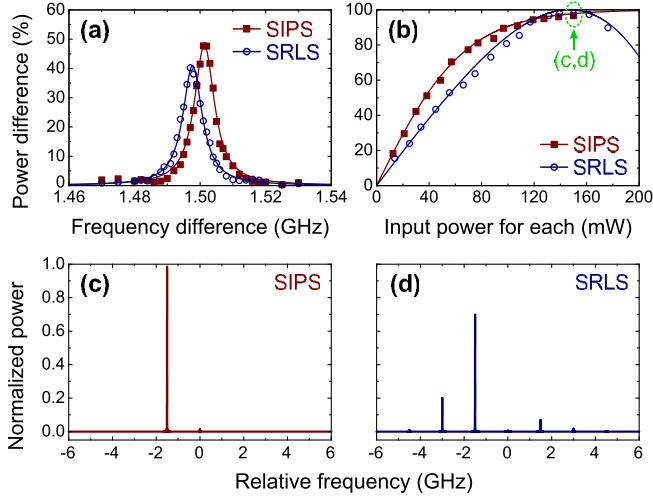 (a)
SIPS
SRLS
Power difference (%)
60
50
40
30
20
10
0
1.46
1.48
1.50
1.52
1.54
Frequency difference (GHz)
(b)
100
80
60
40
20
0
(c,d)
SIPS
SRLS
0
40
80
120
160
200
Input power for each (mW)
(c)
SIPS
Normalized power
1.0
0.8
0.6
0.4
0.2
0.0
-6
-4
-2
0
2
4
6
(d)
SRLS
-6
-4
-2
0
2
4
6
Relative frequency (GHz)